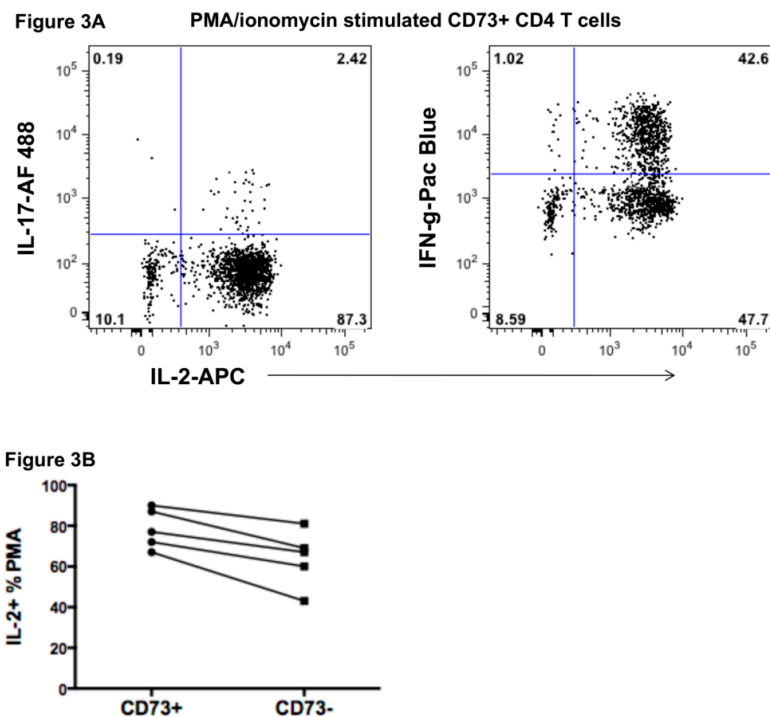 Figure 3A PMA/ionomycin stimulated CD73+ CD4 T cells
0.19 2.42
10^5
10^4
10^3
10^2
0
10.1 87.3
0 10^3 10^4 10^5
IL-17-AF 488
1.02 42.6
10^5
10^4
10^3
10^2
0
8.59 47.7
0 10^3 10^4 10^5
IFN-g-Pac Blue
IL-2-APC
Figure 3B
100
80
60
40
20
0
IL-2+ % PMA
CD73+ CD73-